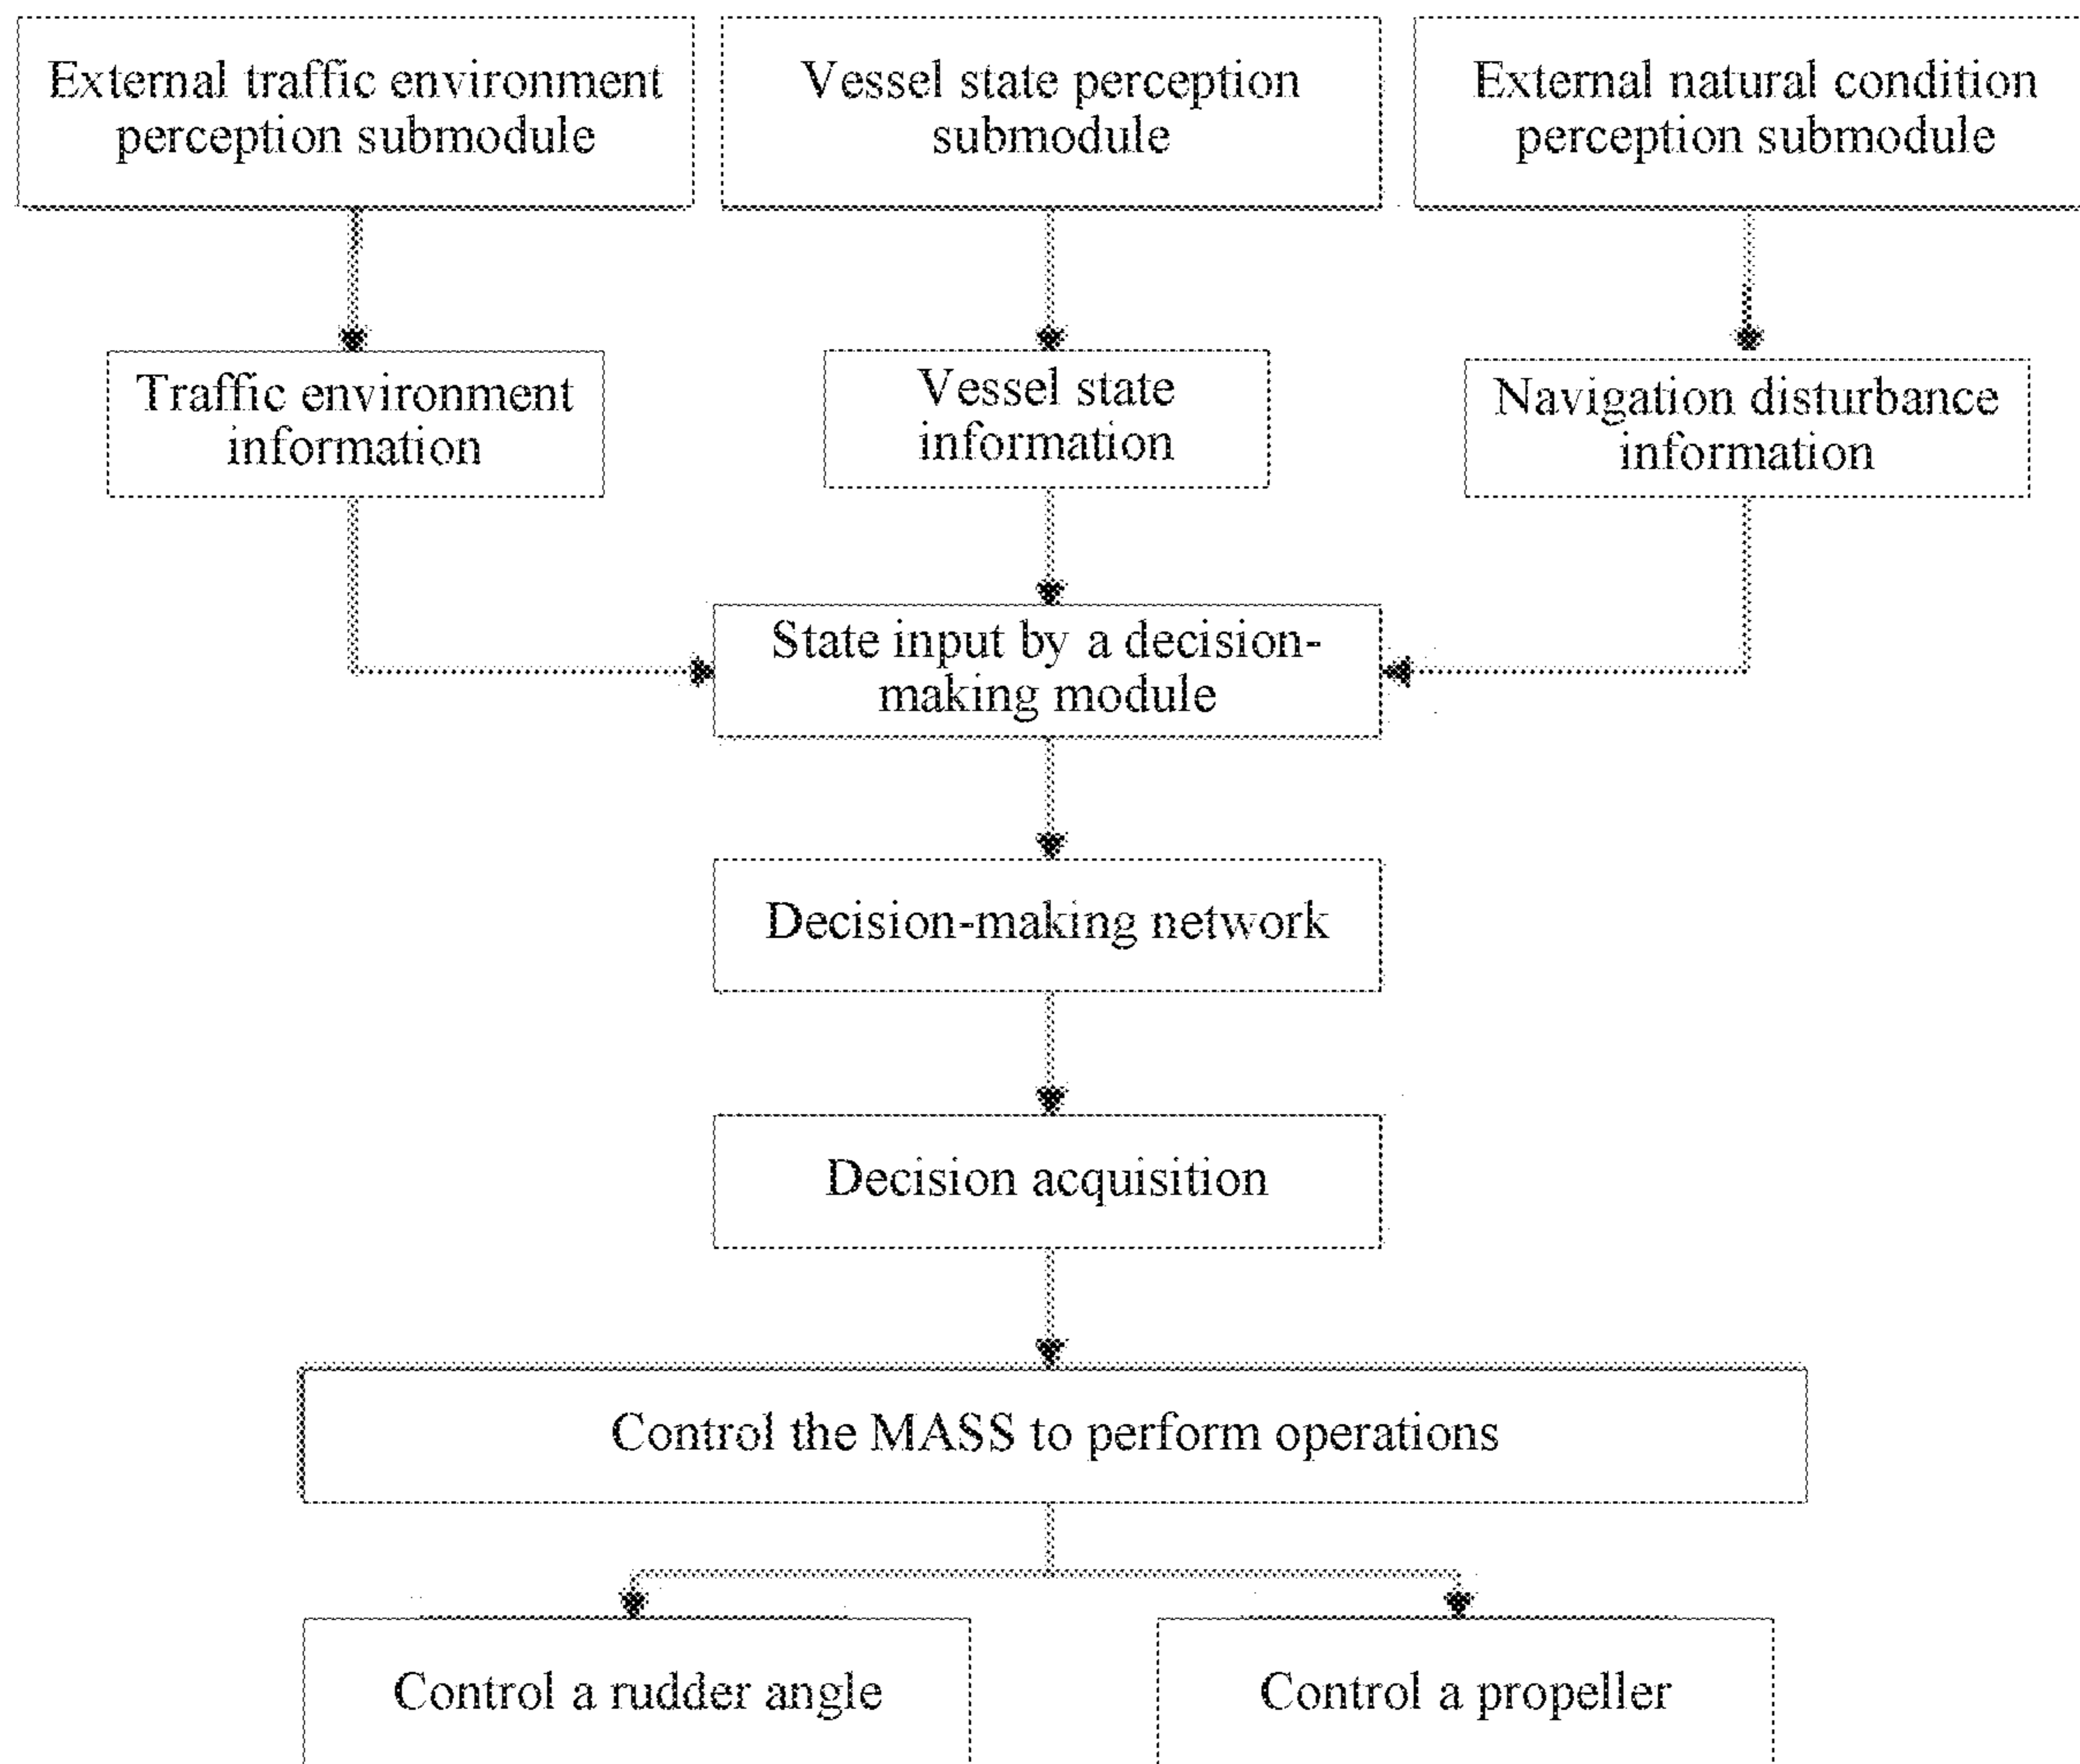 External traffic environment
perception submodule
Vessel state perception
submodule
External natural condition
perception submodule
Traffic environment
information
Vessel state
information
Navigation disturbance
information
State input by a decision-
making module
Decision-making network
Decision acquisition
Control the MASS to perform operations
Control a rudder angle
Control a propeller